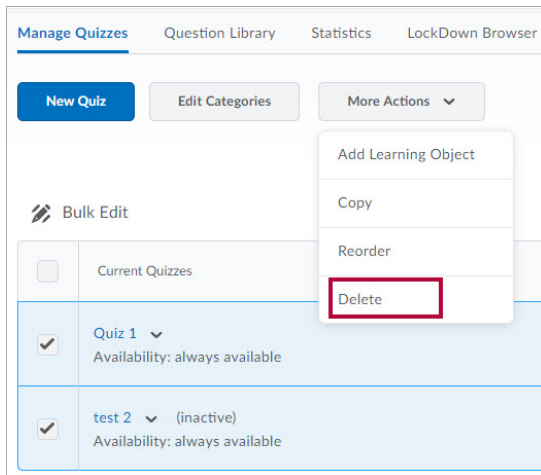 Manage Quizzes Question Library Statistics LockDown Browser
New Quiz Edit Categories More Actions
Add Learning Object
Copy
Reorder
Delete
Bulk Edit
Current Quizzes
Quiz 1
Availability: always available
test 2 (inactive)
Availability: always available